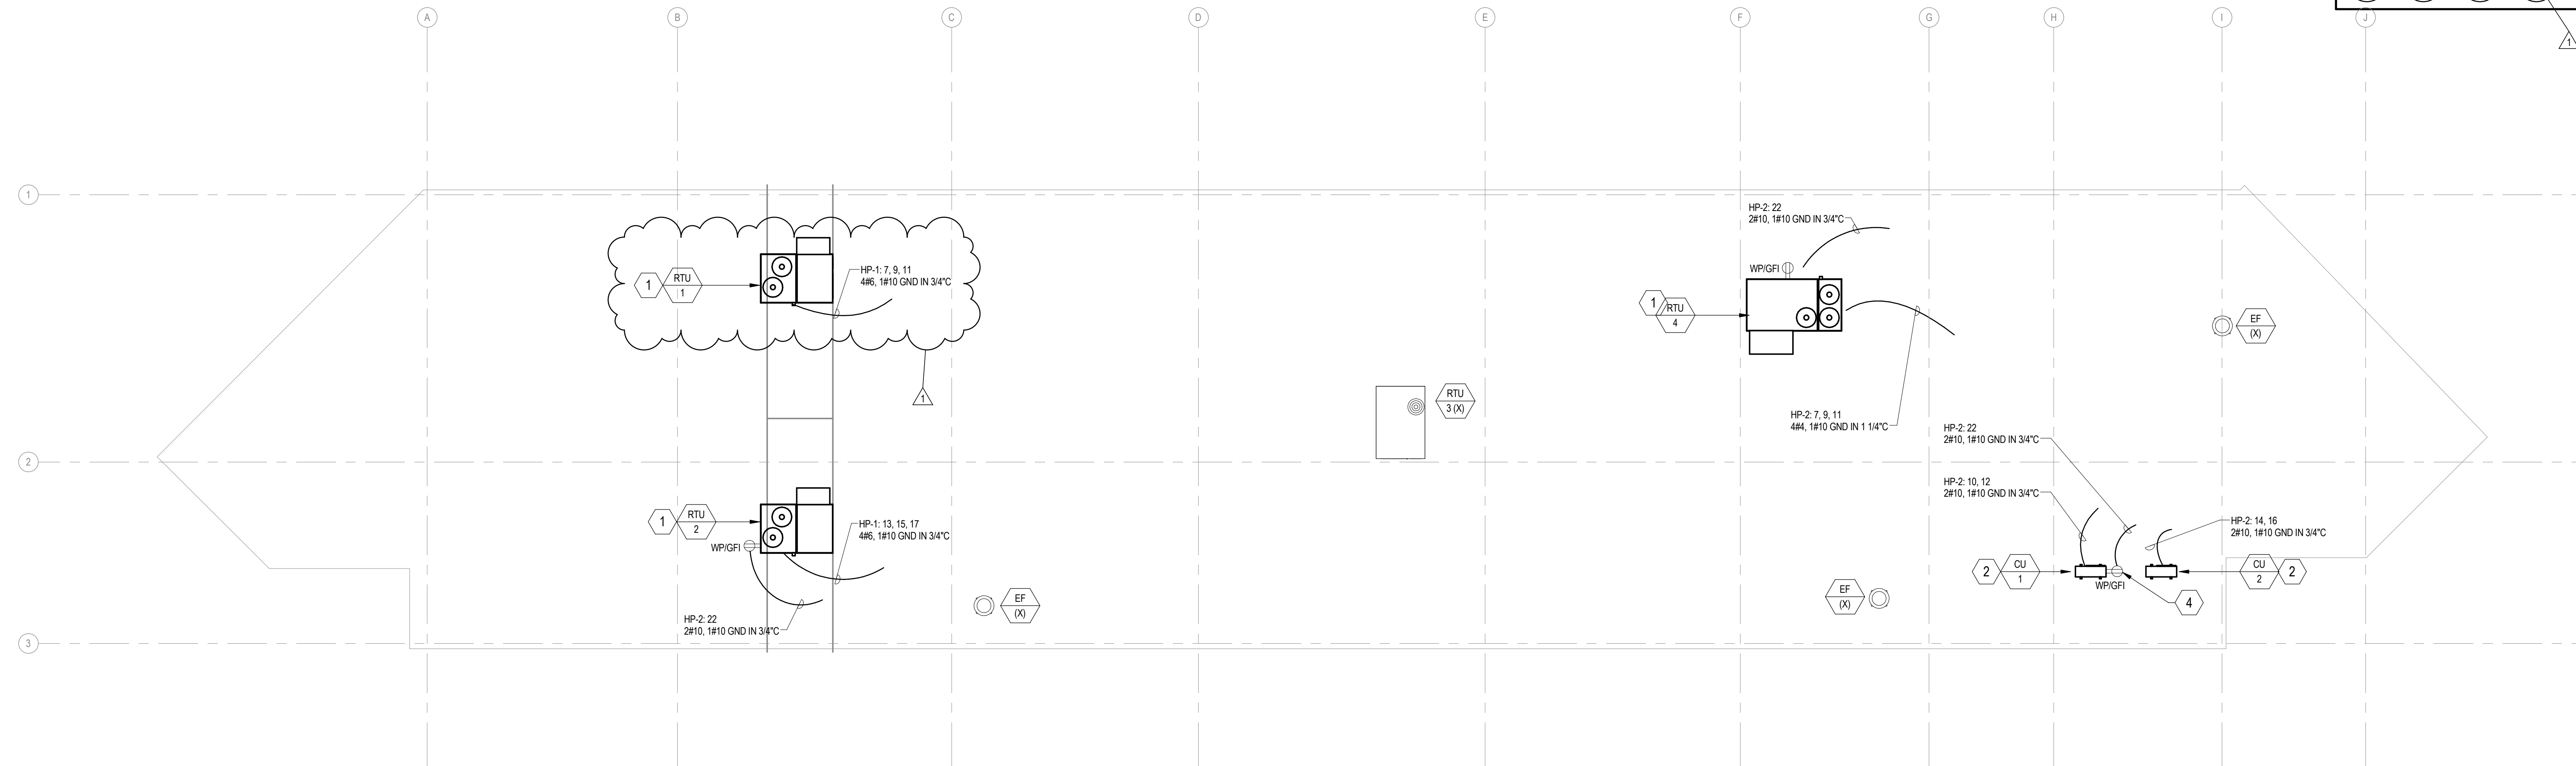 A
B
C
D
E
F
G
H
I
J
1
1
HP-2: 22
2#10, 1#10 GND IN 3/4"C
WP/GFI
HP-1: 7, 9, 11
4#6, 1#10 GND IN 3/4"C
1
RTU
1
1
RTU
4
EF
(X)
1
RTU
3 (X)
HP-2: 7, 9, 11
4#4, 1#10 GND IN 1 1/4"C
HP-2: 22
2#10, 1#10 GND IN 3/4"C
2
HP-2: 10, 12
2#10, 1#10 GND IN 3/4"C
1
RTU
2
WP/GFI
HP-1: 13, 15, 17
4#6, 1#10 GND IN 3/4"C
HP-2: 14, 16
2#10, 1#10 GND IN 3/4"C
2
CU
1
WP/GFI
CU
2
2
4
EF
(X)
EF
(X)
HP-2: 22
2#10, 1#10 GND IN 3/4"C
3